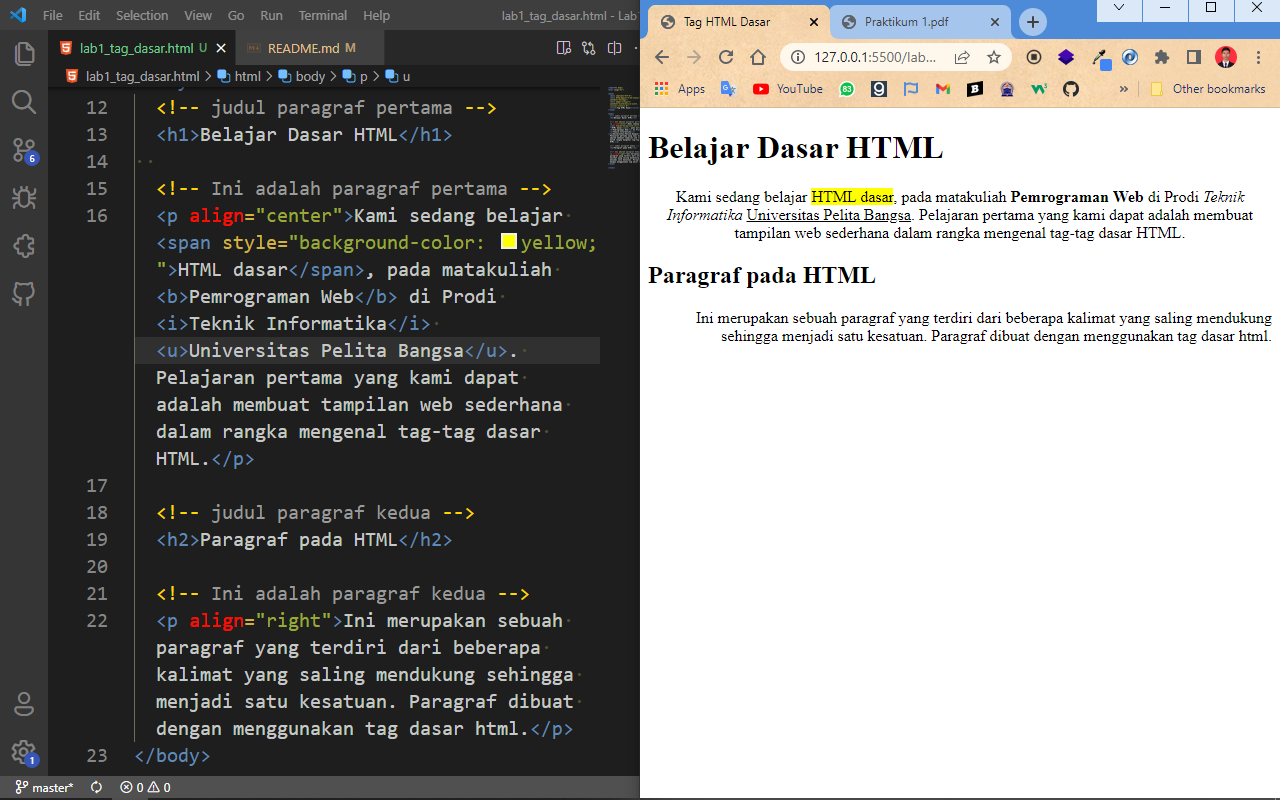 File Edit Selection View Go Run Terminal Help lab1_tag_dasar.html - Lab1
lab1_tag_dasar.html U README.md M
lab1_tag_dasar.html > html > body > p > u
12 <!-- judul paragraf pertama -->
13 <h1>Belajar Dasar HTML</h1>
14
15 <!-- Ini adalah paragraf pertama -->
16 <p align="center">Kami sedang belajar
<span style="background-color: yellow;
">HTML dasar</span>, pada matakuliah
<b>Pemrograman Web</b> di Prodi
<i>Teknik Informatika</i>
<u>Universitas Pelita Bangsa</u>.
Pelajaran pertama yang kami dapat
adalah membuat tampilan web sederhana
dalam rangka mengenal tag-tag dasar
HTML.</p>
17
18 <!-- judul paragraf kedua -->
19 <h2>Paragraf pada HTML</h2>
20
21 <!-- Ini adalah paragraf kedua -->
22 <p align="right">Ini merupakan sebuah
paragraf yang terdiri dari beberapa
kalimat yang saling mendukung sehingga
menjadi satu kesatuan. Paragraf dibuat
dengan menggunakan tag dasar html.</p>
23 </body>
6
1
master* 0 0
Tag HTML Dasar Praktikum 1.pdf
127.0.0.1:5500/lab...
Apps YouTube 83 » Other bookmarks
Belajar Dasar HTML
Kami sedang belajar HTML dasar, pada matakuliah Pemrograman Web di Prodi Teknik
Informatika Universitas Pelita Bangsa. Pelajaran pertama yang kami dapat adalah membuat
tampilan web sederhana dalam rangka mengenal tag-tag dasar HTML.
Paragraf pada HTML
Ini merupakan sebuah paragraf yang terdiri dari beberapa kalimat yang saling mendukung
sehingga menjadi satu kesatuan. Paragraf dibuat dengan menggunakan tag dasar html.